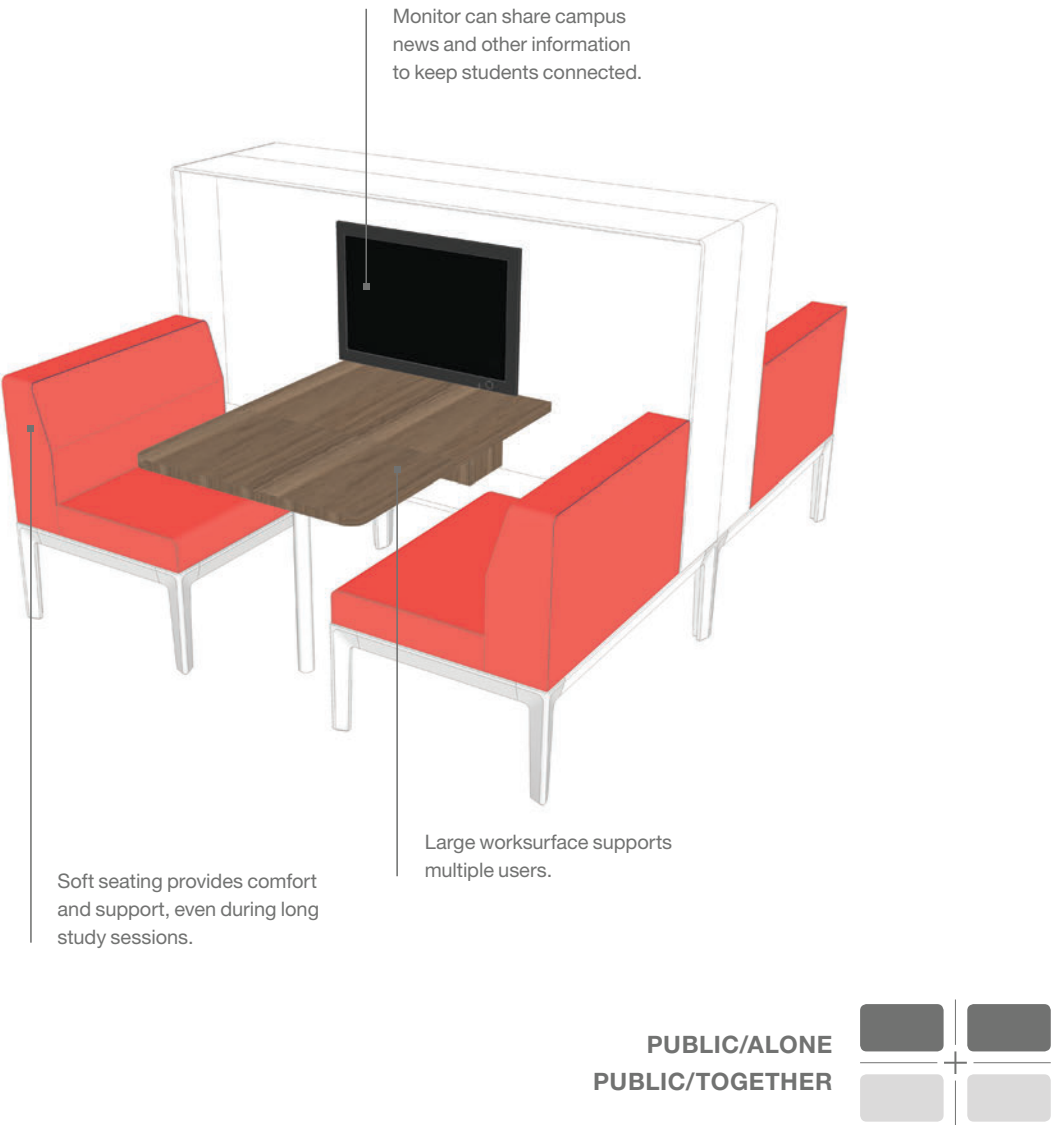 Monitor can share campus
news and other information
to keep students connected.
Large worksurface supports
multiple users.
Soft seating provides comfort
and support, even during long
study sessions.
PUBLIC/ALONE
PUBLIC/TOGETHER